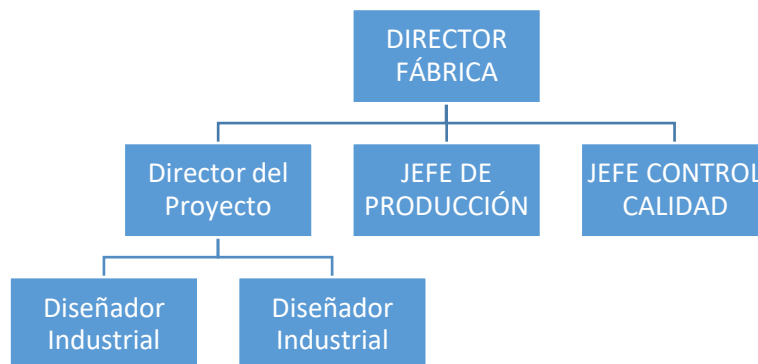 DIRECTOR
FÁBRICA
Director del
Proyecto
JEFE DE
PRODUCCIÓN
JEFE CONTROL
CALIDAD
Diseñador
Industrial
Diseñador
Industrial